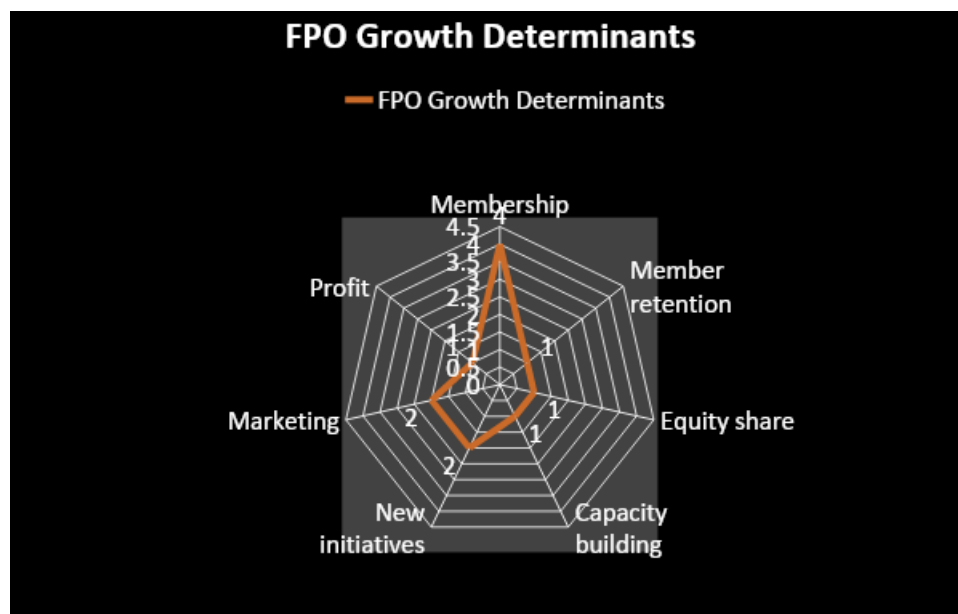 FPO Growth Determinants
FPO Growth Determinants
Membership
4
4.5
4
3.5
3
2.5
2
1.5
1
0.5
0
Member
retention
1
Equity share
1
Capacity
building
1
New
initiatives
2
Marketing
2
Profit
1